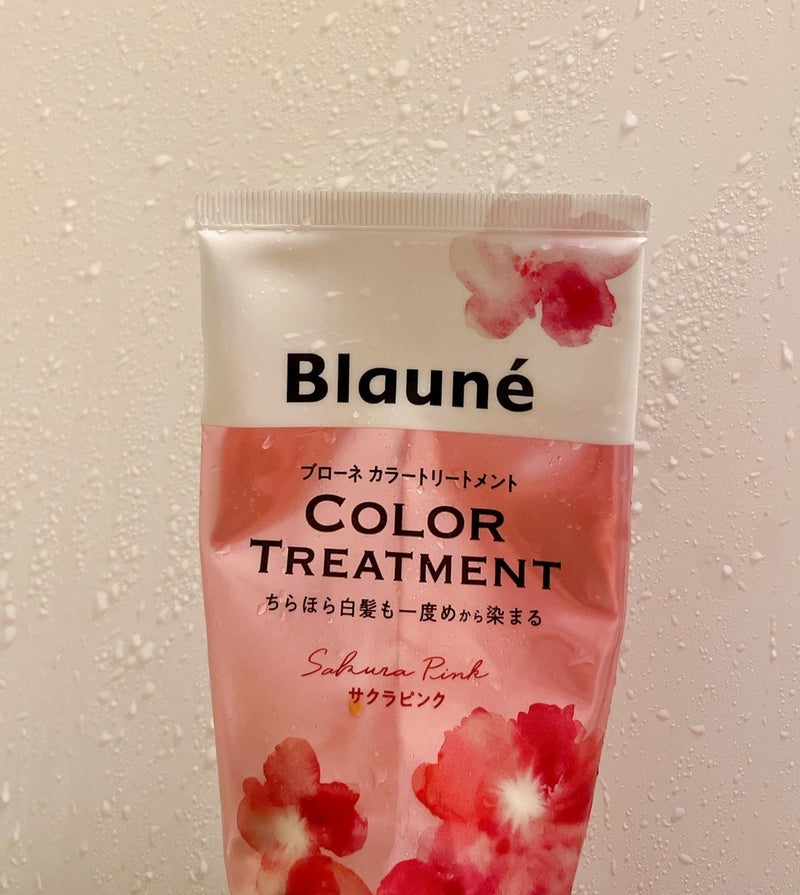 Blauné
ブローネ カラートリートメント
COLOR
TREATMENT
ちらほら白髪も一度めから染まる
Sakura Pink
サクラピンク